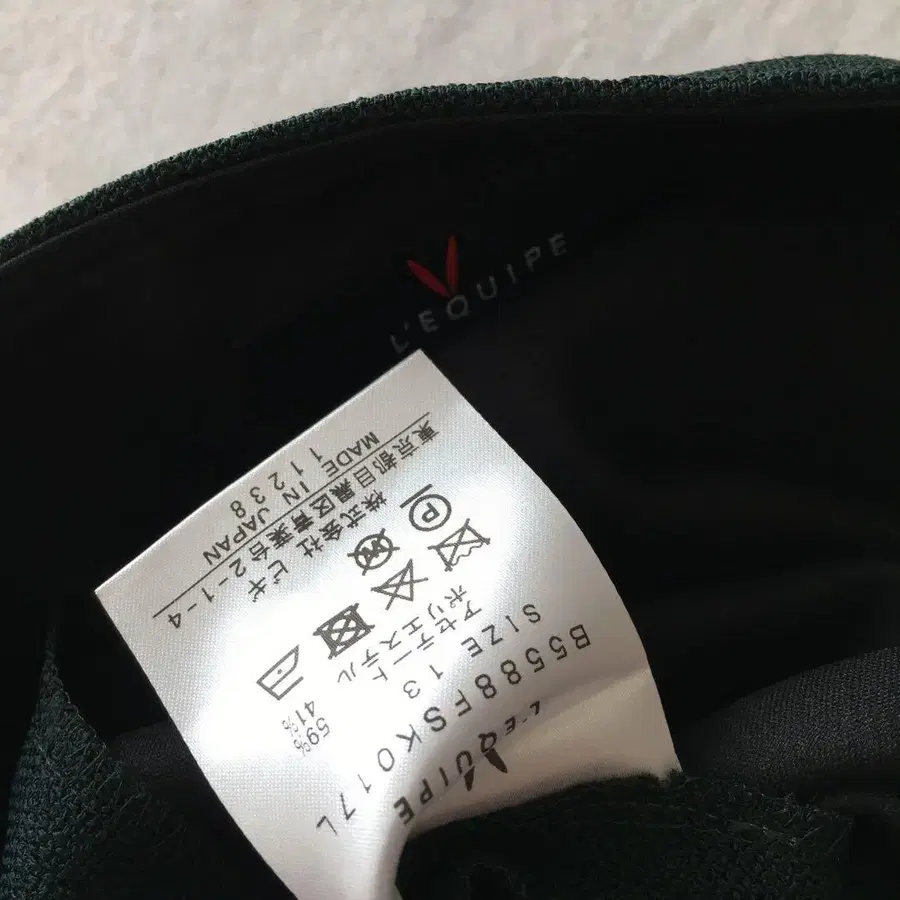 L'EQUIPE
L'EQUIPE
B5588FSK017L
SIZE 13
アセテート 59%
ポリエステル 41%
P
W
株式会社 ビギ
東京都目黒区青葉台2-1-4
MADE IN JAPAN
11238